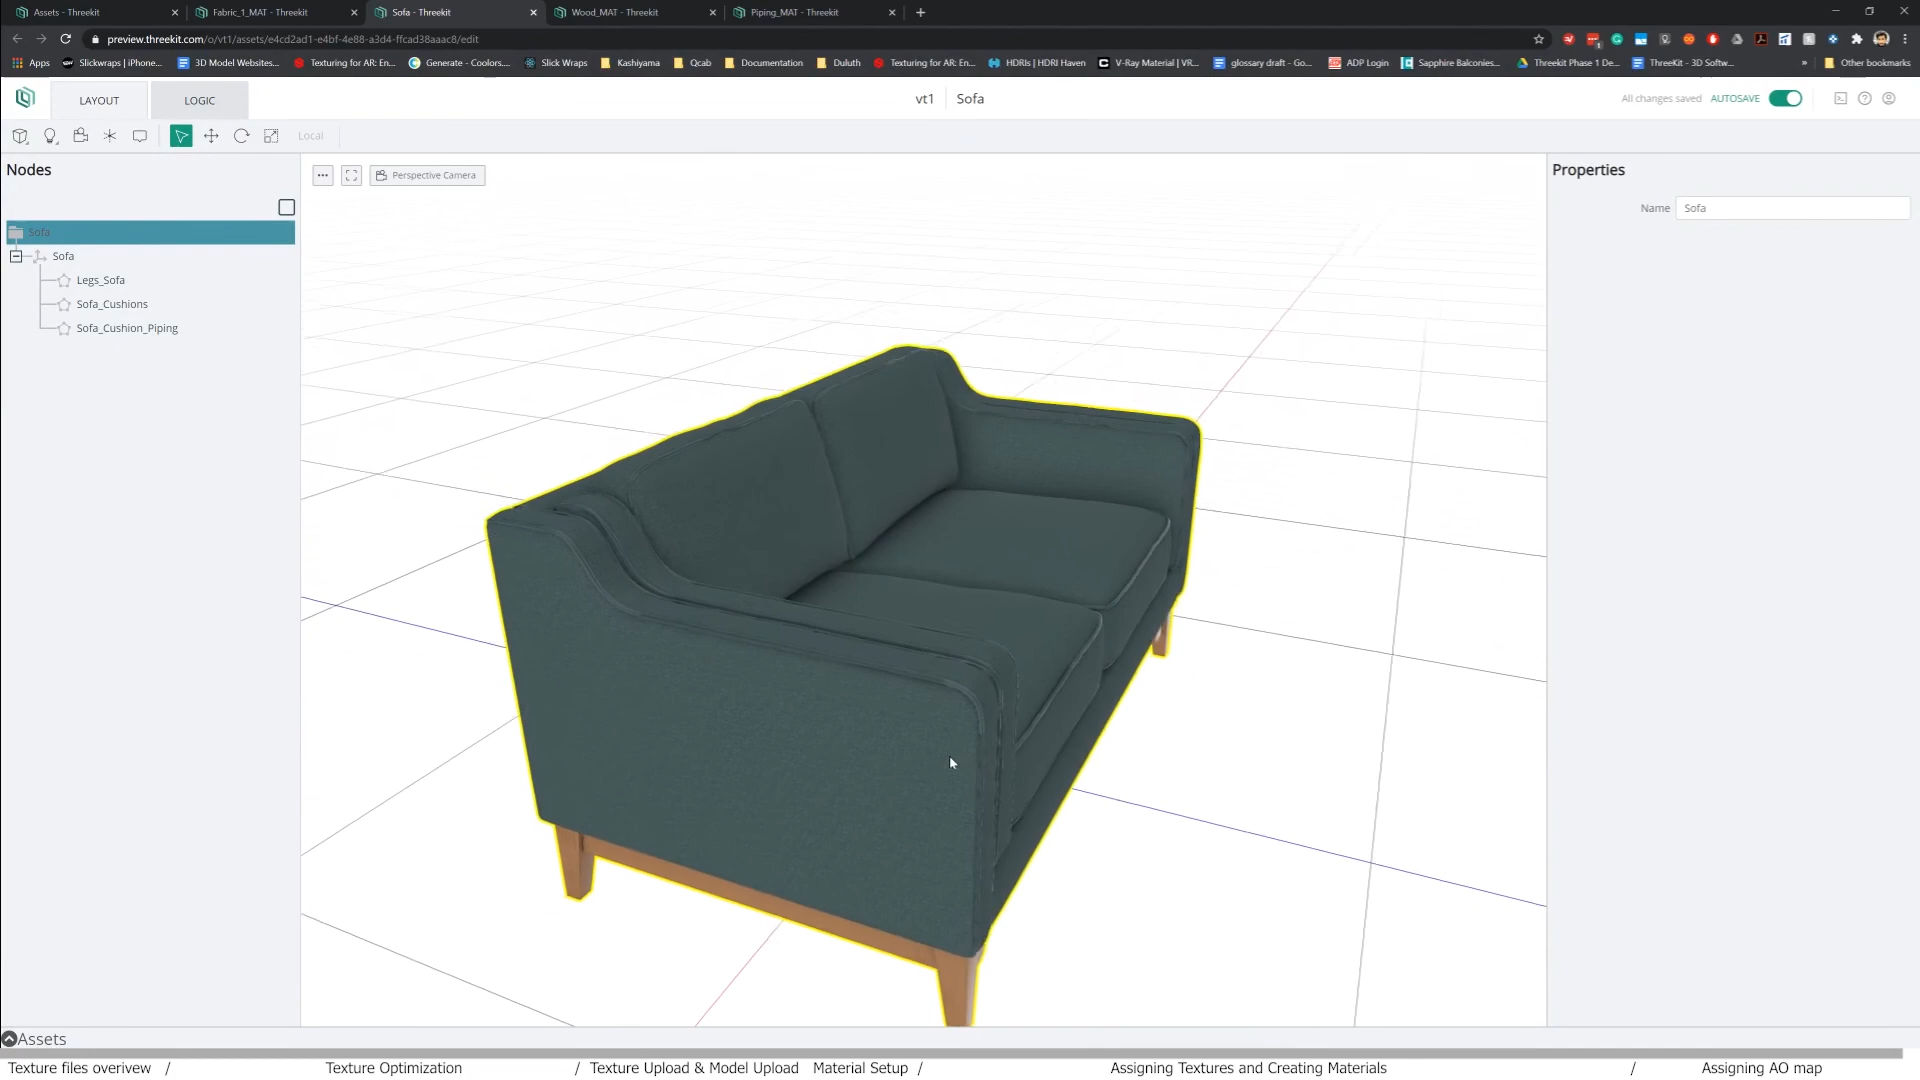 Assets - Threekit
Fabric_1_MAT - Threekit
Sofa - Threekit
Wood_MAT - Threekit
Piping_MAT - Threekit
preview.threekit.com/o/vt1/assets/e4cd2ad1-e4bf-4e88-a3d4-ffcad38aaac8/edit
Apps
Slickwraps | iPhone...
3D Model Websites...
Texturing for AR: En...
Generate - Coolors....
Slick Wraps
Kashiyama
Qcab
Documentation
Duluth
Texturing for AR: En...
HDRIs | HDRI Haven
V-Ray Material | VR...
glossary draft - Go...
ADP Login
Sapphire Balconies...
Threekit Phase 1 De...
ThreeKit - 3D Softw...
»
Other bookmarks
LAYOUT
LOGIC
vt1
Sofa
All changes saved
AUTOSAVE
Local
Nodes
Perspective Camera
Properties
Name
Sofa
Sofa
Sofa
Legs_Sofa
Sofa_Cushions
Sofa_Cushion_Piping
Assets
Texture files overivew / Texture Optimization / Texture Upload & Model Upload Material Setup / Assigning Textures and Creating Materials / Assigning AO map